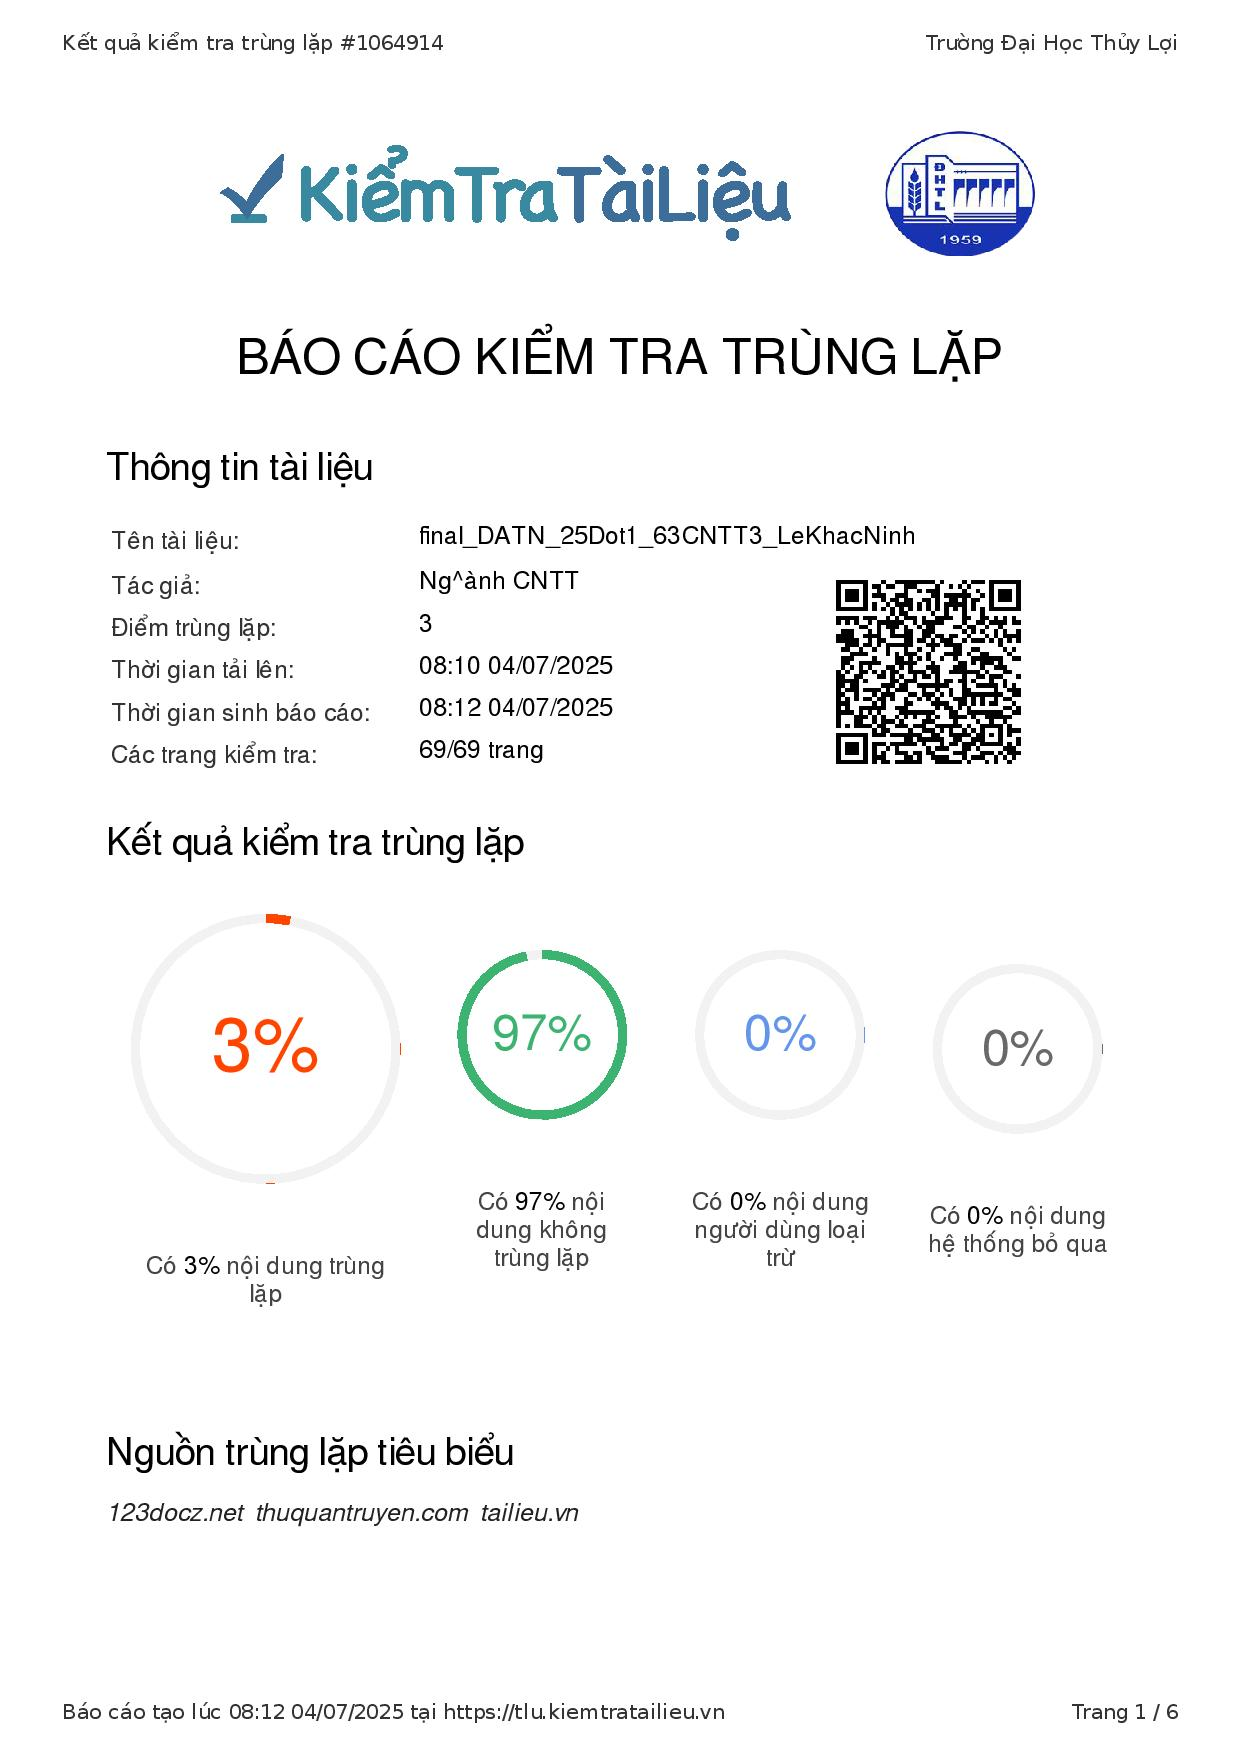 Kết quả kiểm tra trùng lặp #1064914
Trường Đại Học Thủy Lợi
KiểmTraTàiLiệu
ĐHTL
1959
BÁO CÁO KIỂM TRA TRÙNG LẶP
Thông tin tài liệu
Tên tài liệu: final_DATN_25Dot1_63CNTT3_LeKhacNinh
Tác giả: Ng^ành CNTT
Điểm trùng lặp: 3
Thời gian tải lên: 08:10 04/07/2025
Thời gian sinh báo cáo: 08:12 04/07/2025
Các trang kiểm tra: 69/69 trang
Kết quả kiểm tra trùng lặp
3%
97%
0%
0%
Có 3% nội dung trùng
lặp
Có 97% nội
dung không
trùng lặp
Có 0% nội dung
người dùng loại
trừ
Có 0% nội dung
hệ thống bỏ qua
Nguồn trùng lặp tiêu biểu
123docz.net thuquantruyen.com tailieu.vn
Báo cáo tạo lúc 08:12 04/07/2025 tại https://tlu.kiemtratailieu.vn
Trang 1 / 6